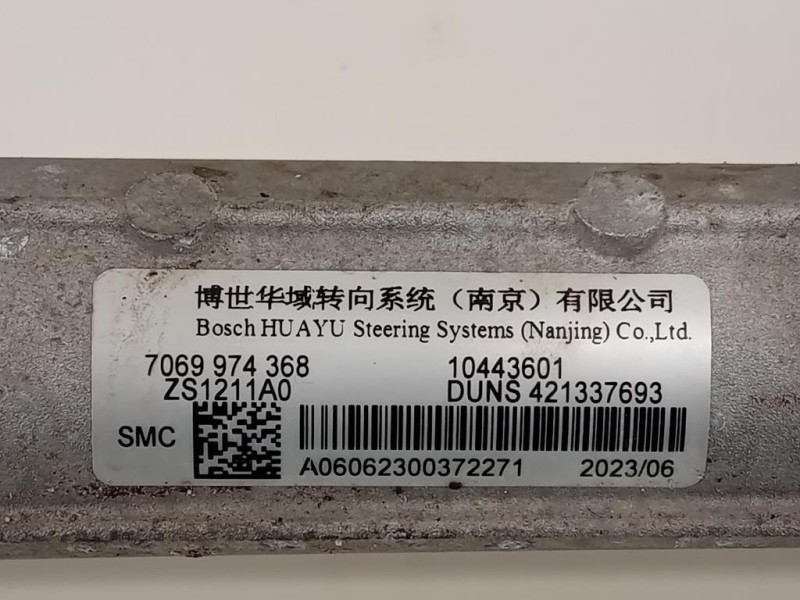 博世华域转向系统（南京）有限公司
Bosch HUAYU Steering Systems (Nanjing) Co.,Ltd.
7069 974 368 10443601
ZS1211A0 DUNS 421337693
SMC
A06062300372271 2023/06